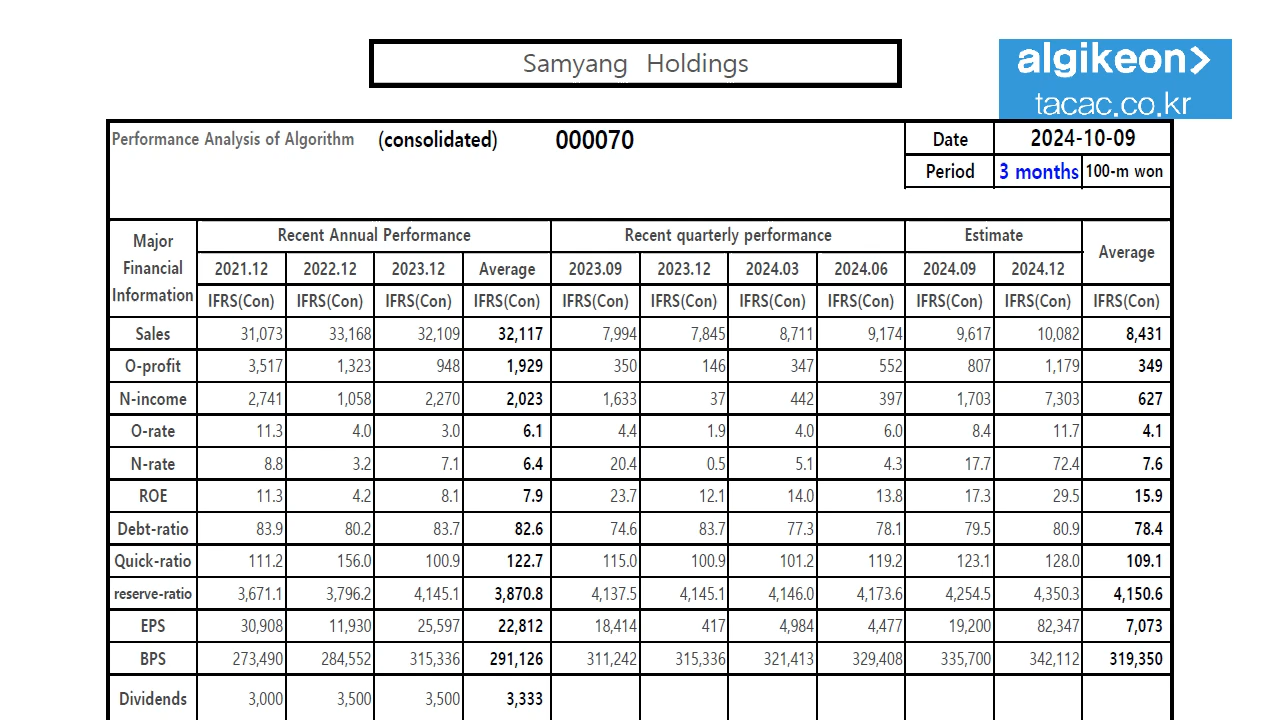 Samyang Holdings
algikeon>
tacac.co.kr
Performance Analysis of Algorithm (consolidated) 000070 Date 2024-10-09
Period 3 months 100-m won
Major Financial Information Recent Annual Performance Recent quarterly performance Estimate Average
2021.12 2022.12 2023.12 Average 2023.09 2023.12 2024.03 2024.06 2024.09 2024.12
IFRS(Con) IFRS(Con) IFRS(Con) IFRS(Con) IFRS(Con) IFRS(Con) IFRS(Con) IFRS(Con) IFRS(Con) IFRS(Con) IFRS(Con)
Sales 31,073 33,168 32,109 32,117 7,994 7,845 8,711 9,174 9,617 10,082 8,431
O-profit 3,517 1,323 948 1,929 350 146 347 552 807 1,179 349
N-income 2,741 1,058 2,270 2,023 1,633 37 442 397 1,703 7,303 627
O-rate 11.3 4.0 3.0 6.1 4.4 1.9 4.0 6.0 8.4 11.7 4.1
N-rate 8.8 3.2 7.1 6.4 20.4 0.5 5.1 4.3 17.7 72.4 7.6
ROE 11.3 4.2 8.1 7.9 23.7 12.1 14.0 13.8 17.3 29.5 15.9
Debt-ratio 83.9 80.2 83.7 82.6 74.6 83.7 77.3 78.1 79.5 80.9 78.4
Quick-ratio 111.2 156.0 100.9 122.7 115.0 100.9 101.2 119.2 123.1 128.0 109.1
reserve-ratio 3,671.1 3,796.2 4,145.1 3,870.8 4,137.5 4,145.1 4,146.0 4,173.6 4,254.5 4,350.3 4,150.6
EPS 30,908 11,930 25,597 22,812 18,414 417 4,984 4,477 19,200 82,347 7,073
BPS 273,490 284,552 315,336 291,126 311,242 315,336 321,413 329,408 335,700 342,112 319,350
Dividends 3,000 3,500 3,500 3,333